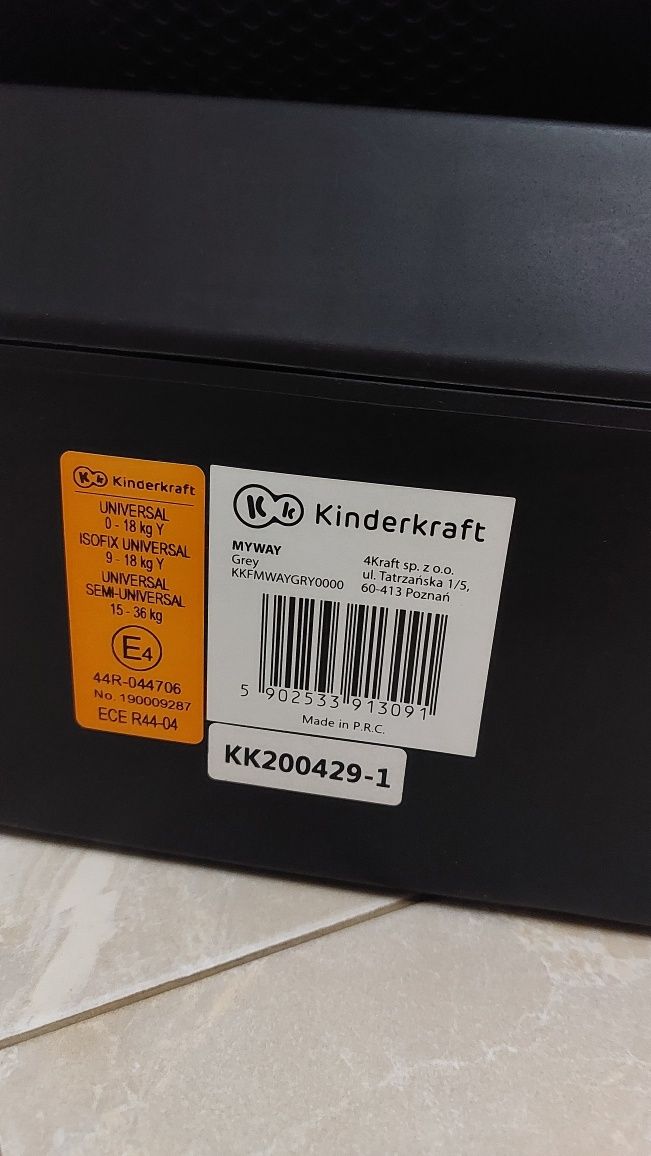 Kinderkraft
UNIVERSAL
0 - 18 kg Y
ISOFIX UNIVERSAL
9 - 18 kg Y
UNIVERSAL
SEMI-UNIVERSAL
15 - 36 kg
E4
44R-044706
No. 190009287
ECE R44-04
Kinderkraft
MYWAY
Grey
KKFMWAYGRY0000
4Kraft sp. z o.o.
ul. Tatrzańska 1/5,
60-413 Poznań
5 902533 913091
Made in P.R.C.
KK200429-1